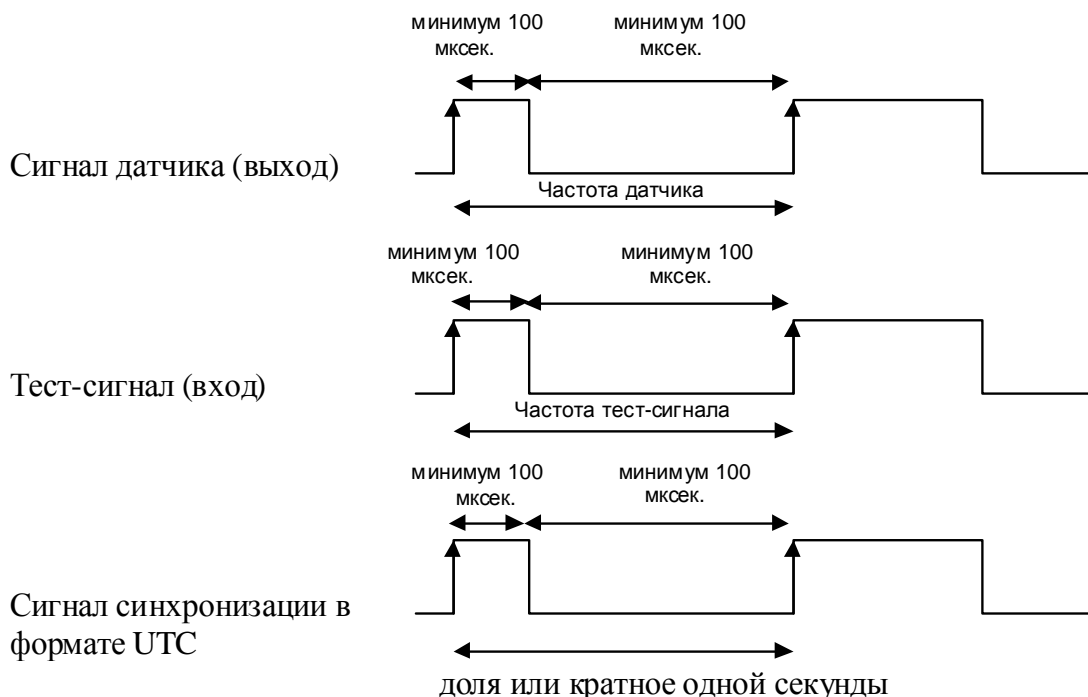 минимум 100
мксек.
минимум 100
мксек.
Сигнал датчика (выход)
Частота датчика
минимум 100
мксек.
минимум 100
мксек.
Тест-сигнал (вход)
Частота тест-сигнала
минимум 100
мксек.
минимум 100
мксек.
Сигнал синхронизации в
формате UTC
доля или кратное одной секунды